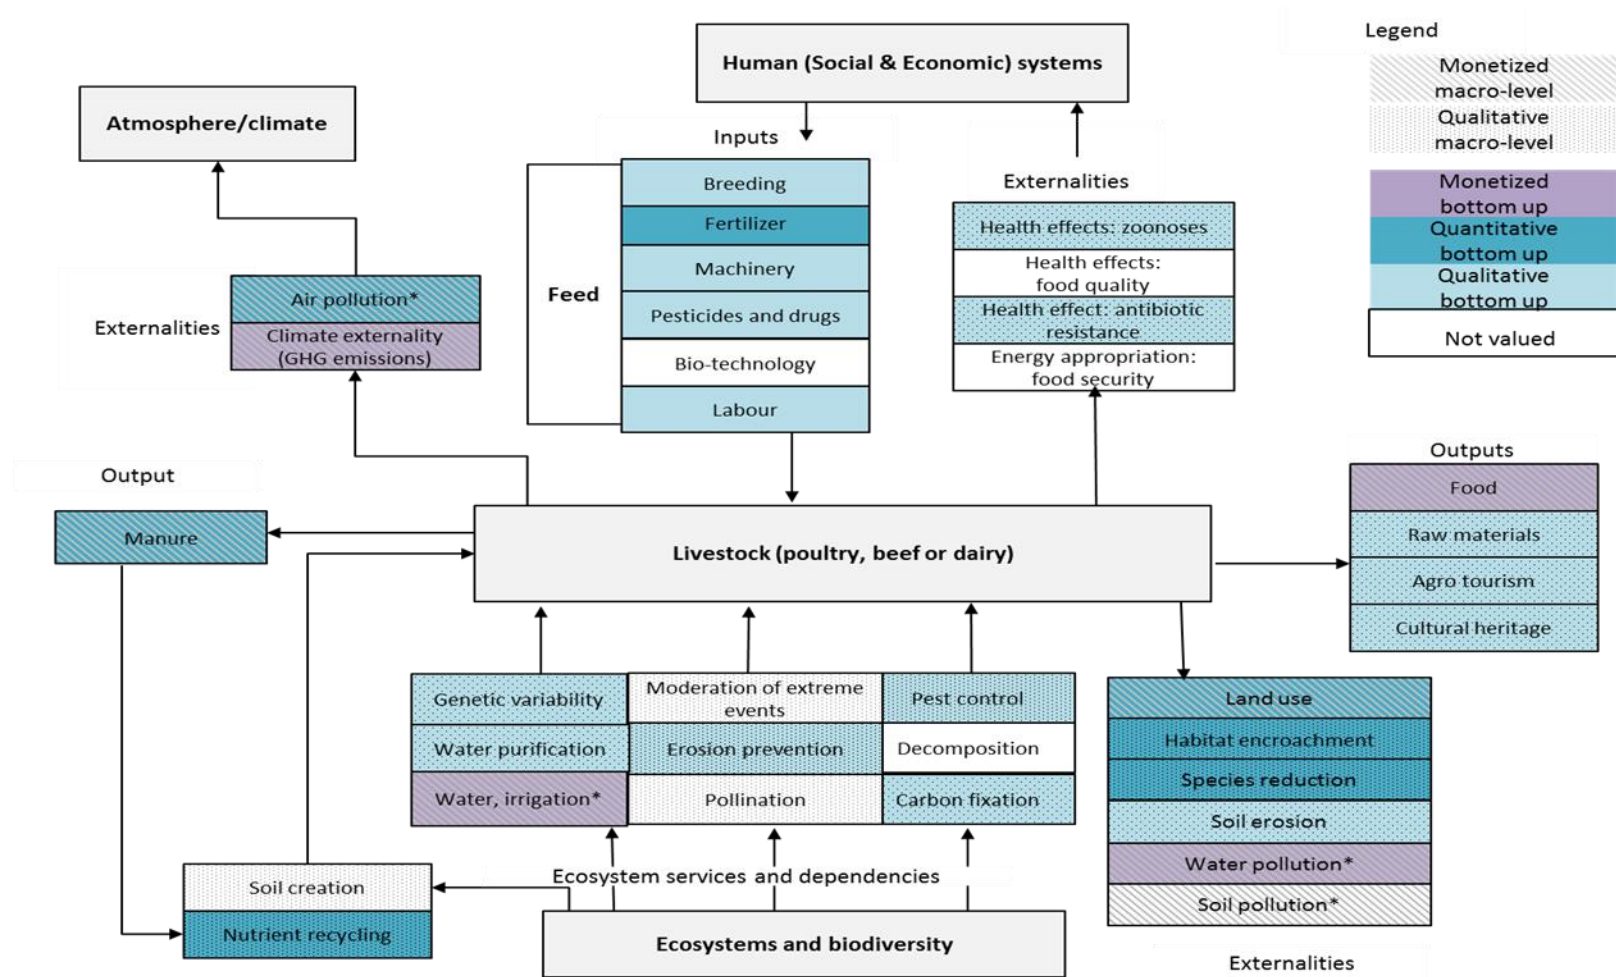 Legend
Human (Social & Economic) systems
Monetized
macro-level
Qualitative
macro-level
Atmosphere/climate
Inputs
Breeding
Fertilizer
Machinery
Pesticides and drugs
Bio-technology
Labour
Feed
Externalities
Health effects: zoonoses
Health effects:
food quality
Health effect: antibiotic
resistance
Energy appropriation:
food security
Monetized
bottom up
Quantitative
bottom up
Qualitative
bottom up
Not valued
Externalities
Air pollution*
Climate externality
(GHG emissions)
Output
Manure
Livestock (poultry, beef or dairy)
Outputs
Food
Raw materials
Agro tourism
Cultural heritage
Genetic variability
Water purification
Water, irrigation*
Moderation of extreme
events
Erosion prevention
Pollination
Pest control
Decomposition
Carbon fixation
Land use
Habitat encroachment
Species reduction
Soil erosion
Water pollution*
Soil pollution*
Externalities
Soil creation
Nutrient recycling
Ecosystem services and dependencies
Ecosystems and biodiversity